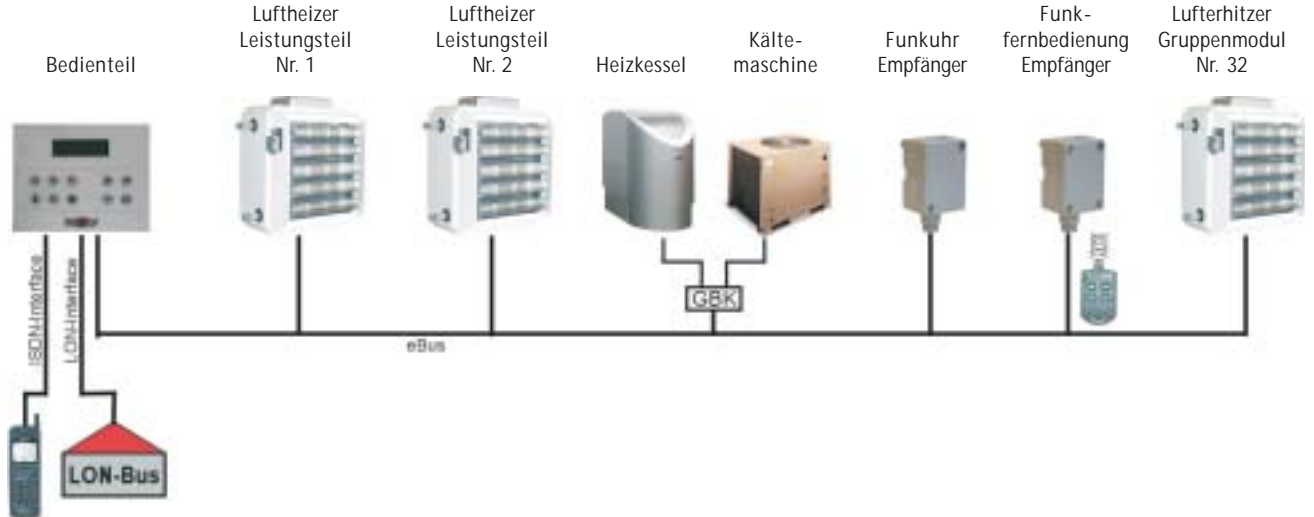 Bedienteil
Luftheizer
Leistungsteil
Nr. 1
Luftheizer
Leistungsteil
Nr. 2
Heizkessel
Kälte-
maschine
Funkuhr
Empfänger
Funk-
fernbedienung
Empfänger
Lufterhitzer
Gruppenmodul
Nr. 32
ISDN-Interface
LON-Interface
GBK
eBus
LON-Bus